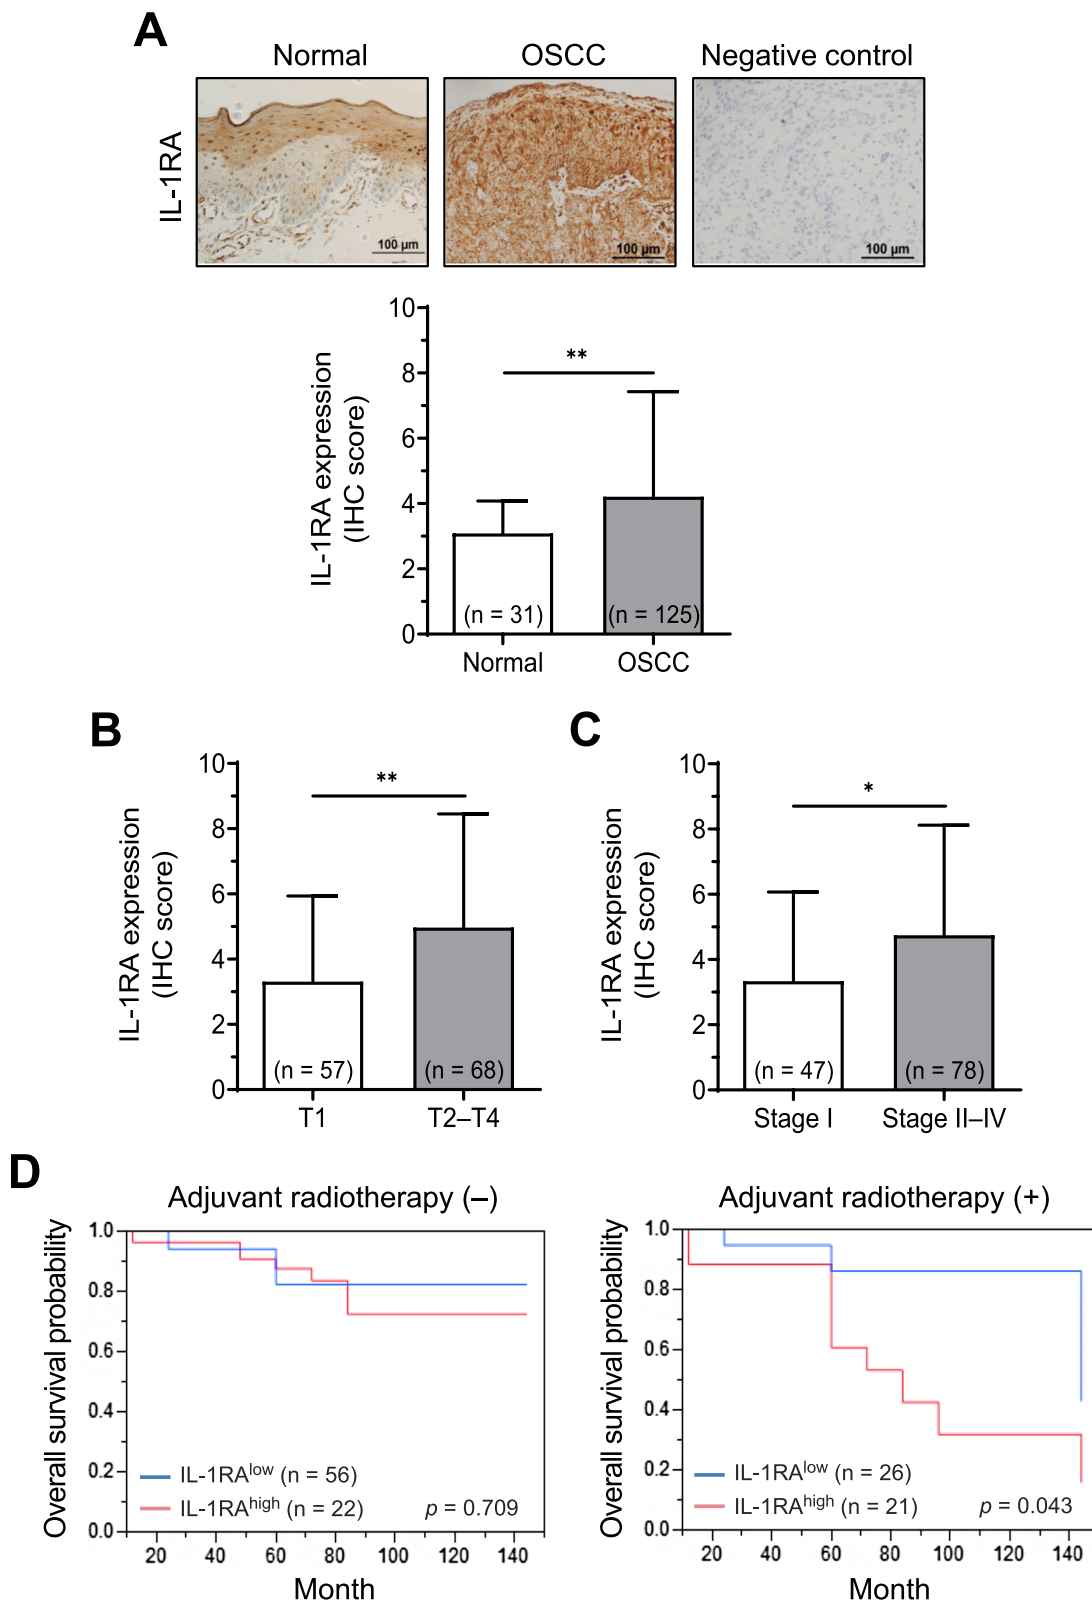 A
Normal
OSCC
Negative control
IL-1RA
100 µm
100 µm
100 µm
IL-1RA expression
(IHC score)
10
8
6
4
2
0
**
(n = 31)
(n = 125)
Normal
OSCC
B
IL-1RA expression
(IHC score)
10
8
6
4
2
0
**
(n = 57)
(n = 68)
T1
T2–T4
C
IL-1RA expression
(IHC score)
10
8
6
4
2
0
*
(n = 47)
(n = 78)
Stage I
Stage II–IV
D
Adjuvant radiotherapy (–)
Overall survival probability
1.0
0.8
0.6
0.4
0.2
0.0
IL-1RAlow (n = 56)
IL-1RAhigh (n = 22)
p = 0.709
20 40 60 80 100 120 140
Month
Adjuvant radiotherapy (+)
Overall survival probability
1.0
0.8
0.6
0.4
0.2
0.0
IL-1RAlow (n = 26)
IL-1RAhigh (n = 21)
p = 0.043
20 40 60 80 100 120 140
Month